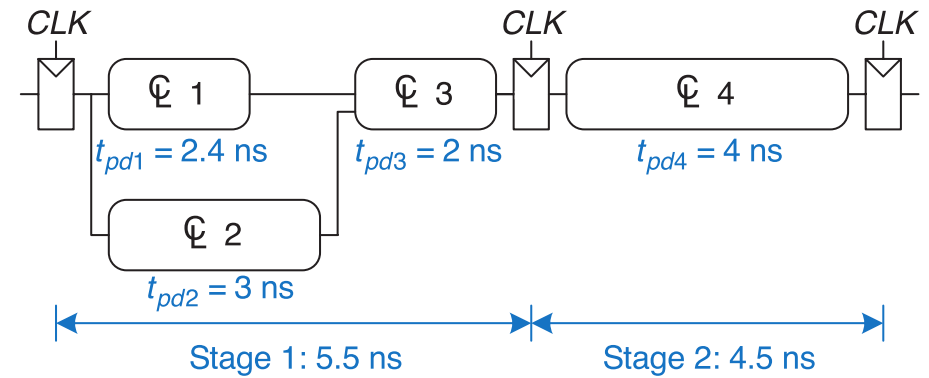 CLK CLK CLK
CL 1 CL 3 CL 4
tpd1 = 2.4 ns tpd3 = 2 ns tpd4 = 4 ns
CL 2
tpd2 = 3 ns
Stage 1: 5.5 ns Stage 2: 4.5 ns